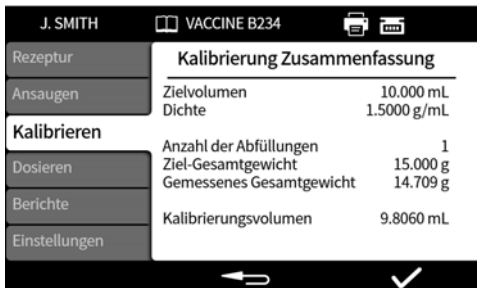 J. SMITH VACCINE B234
Rezeptur
Ansaugen
Kalibrieren
Dosieren
Berichte
Einstellungen
Kalibrierung Zusammenfassung
Zielvolumen 10.000 mL
Dichte 1.5000 g/mL
Anzahl der Abfüllungen 1
Ziel-Gesamtgewicht 15.000 g
Gemessenes Gesamtgewicht 14.709 g
Kalibrierungsvolumen 9.8060 mL